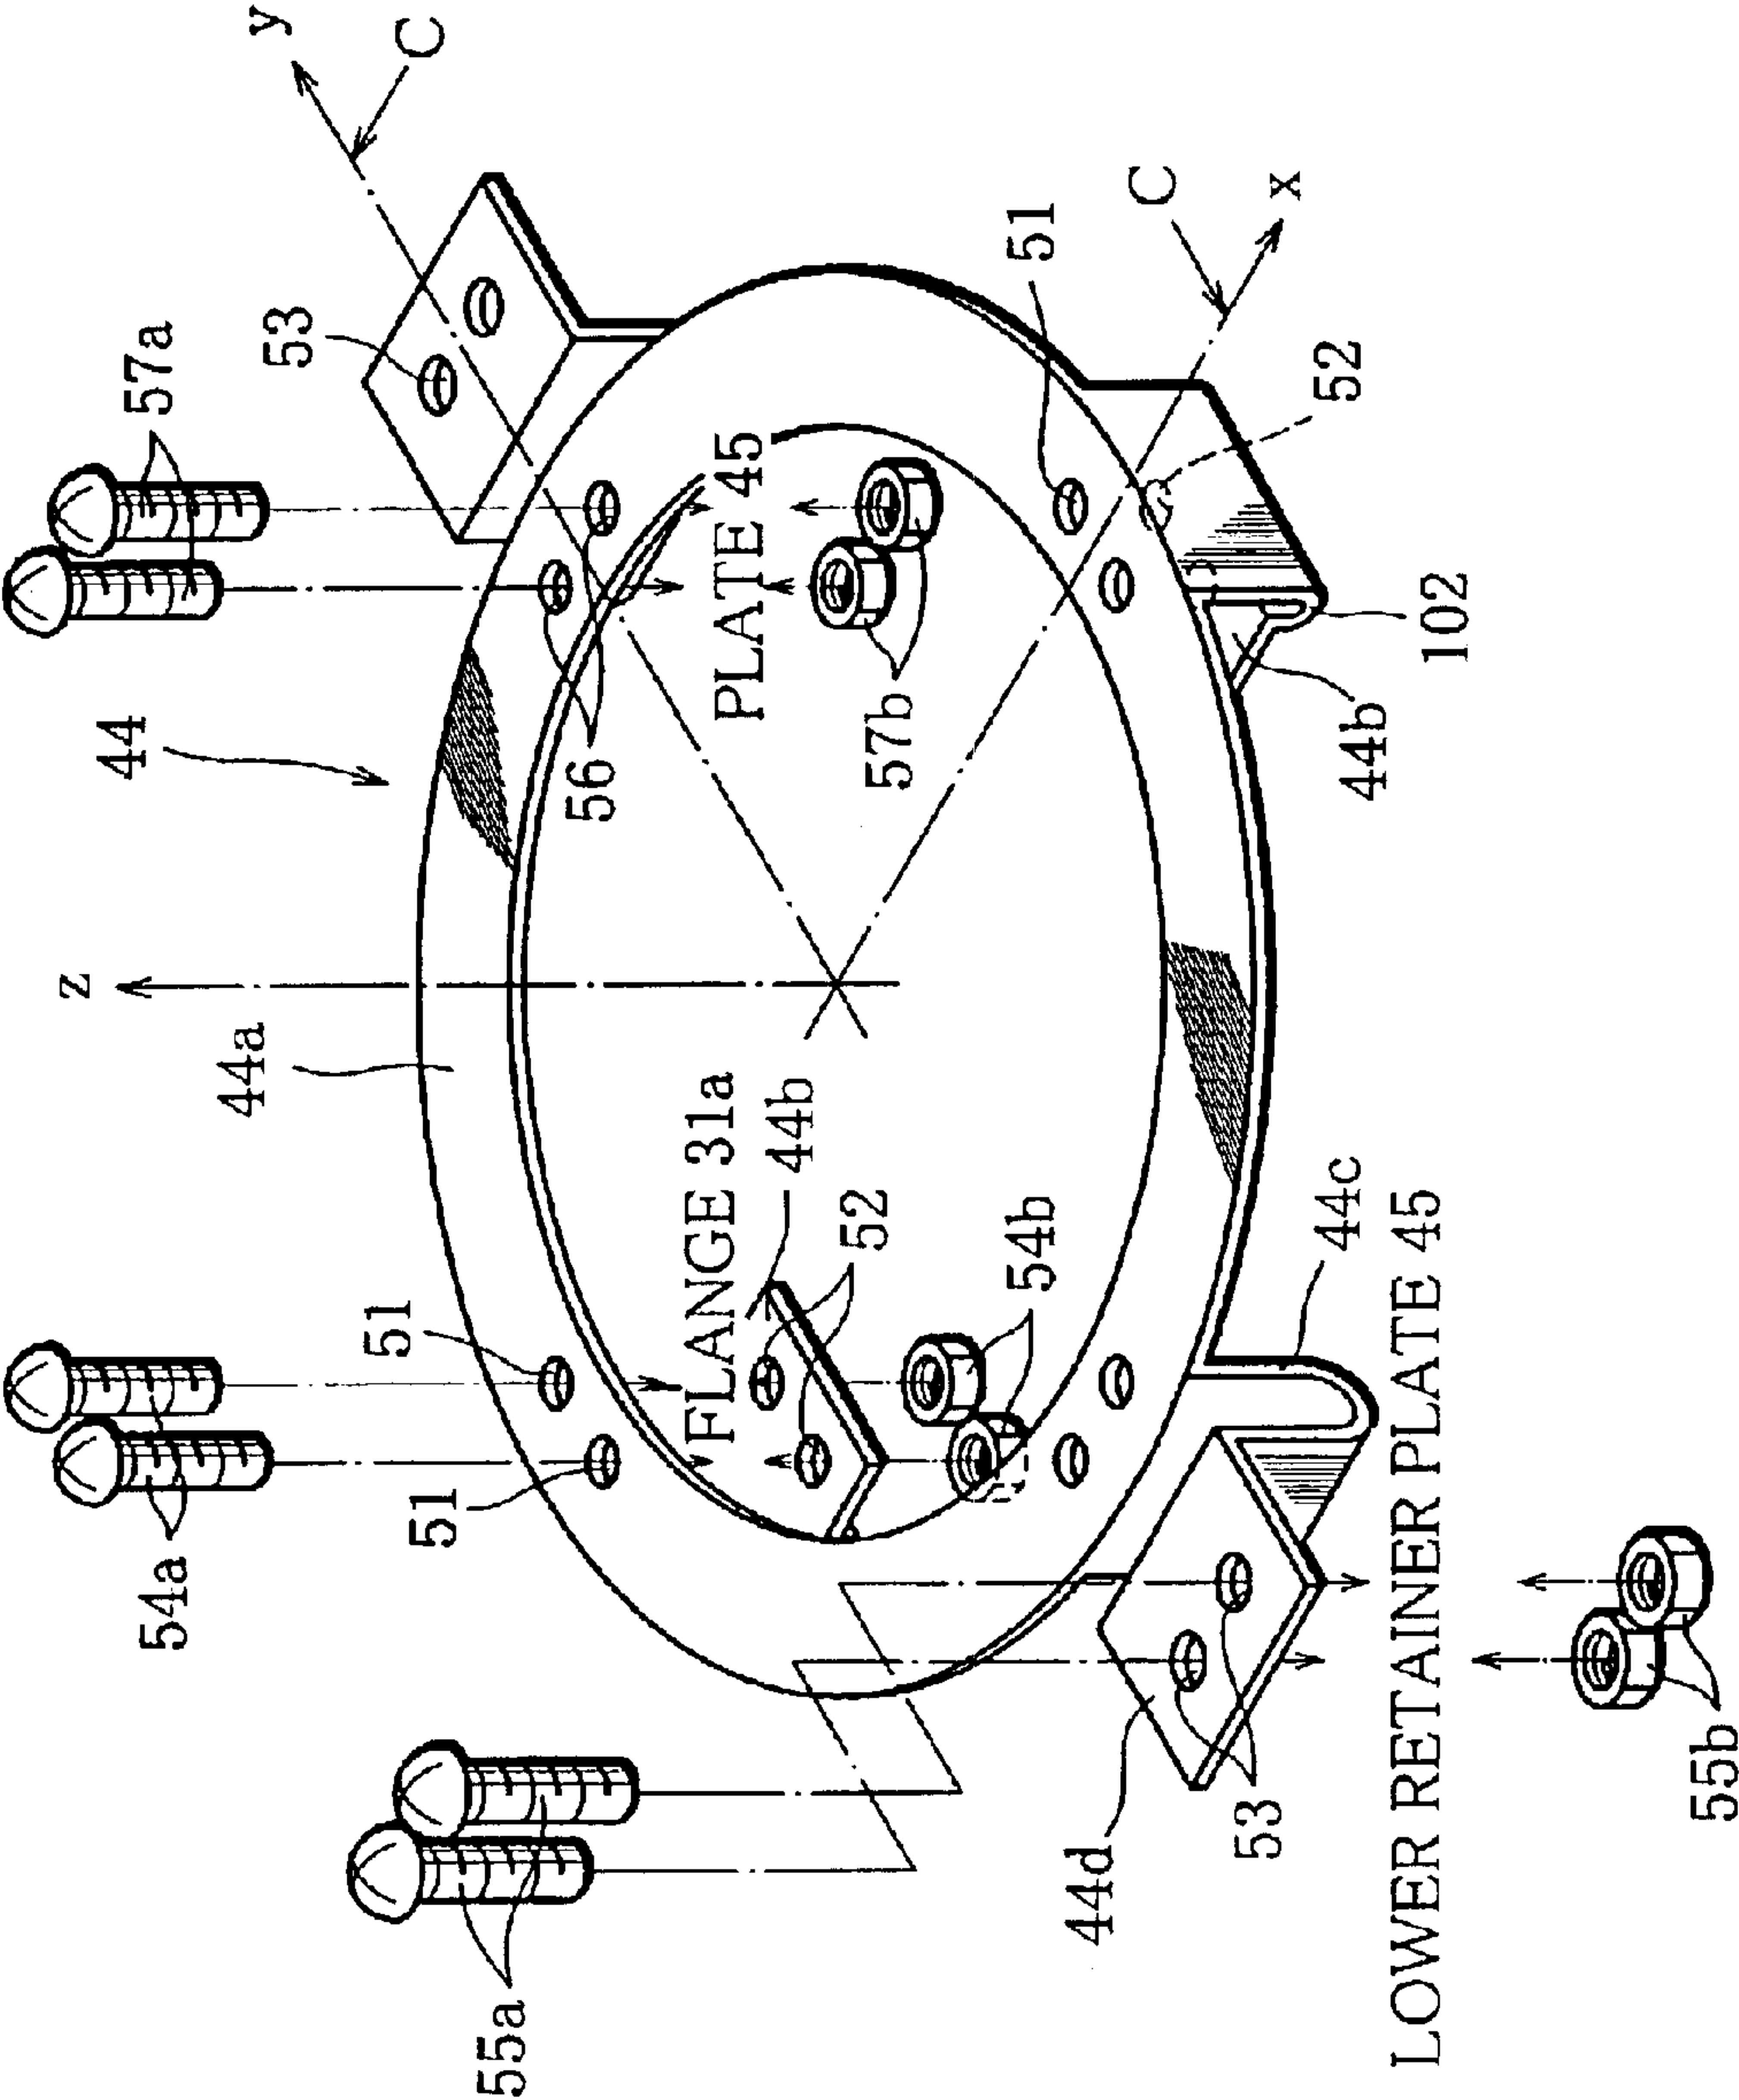 y
C
57a
53
44
z
44a
51
51
54a
55a
56
PLATE 45
57b
FLANGE 31a
44b
52
54b
51
C
x
52
102
44b
44c
53
44d
LOWER RETAINER PLATE 45
55b